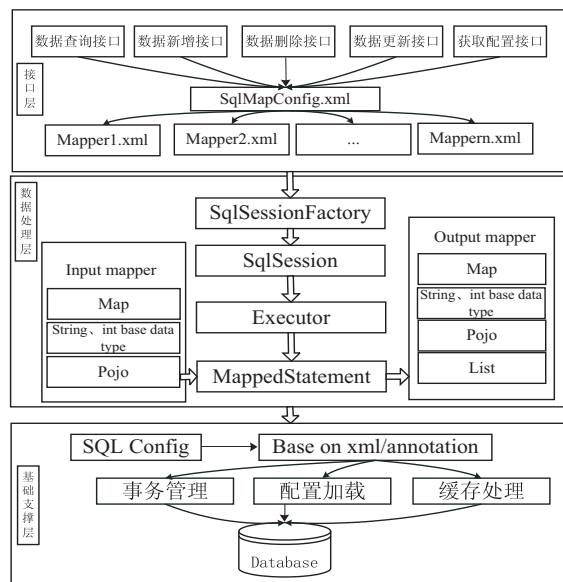 数据查询接口
数据新增接口
数据删除接口
数据更新接口
获取配置接口
接口层
SqlMapConfig.xml
Mapper1.xml
Mapper2.xml
...
Mappern.xml
数据处理层
SqlSessionFactory
SqlSession
Executor
MappedStatement
Input mapper
Map
String、int base data
type
Pojo
Output mapper
Map
String、int base data
type
Pojo
List
基础支撑层
SQL Config
Base on xml/annotation
事务管理
配置加载
缓存处理
Database